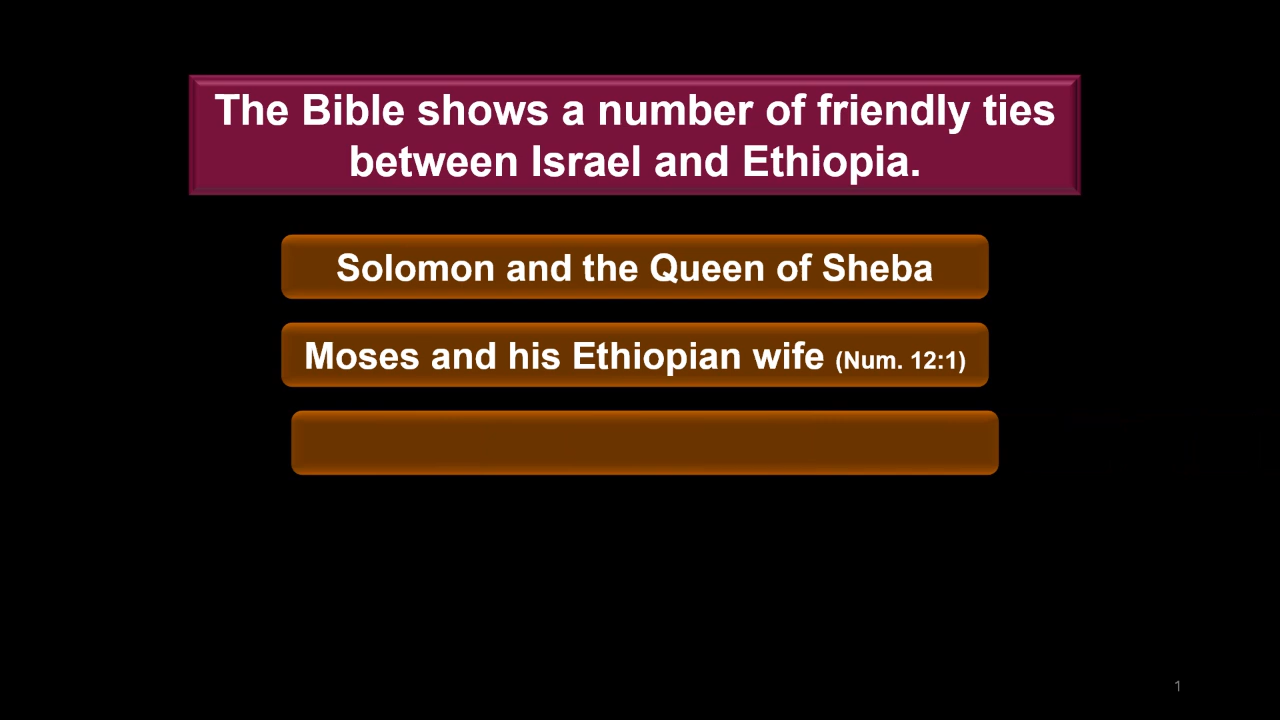 The Bible shows a number of friendly ties
between Israel and Ethiopia.
Solomon and the Queen of Sheba
Moses and his Ethiopian wife (Num. 12:1)
1